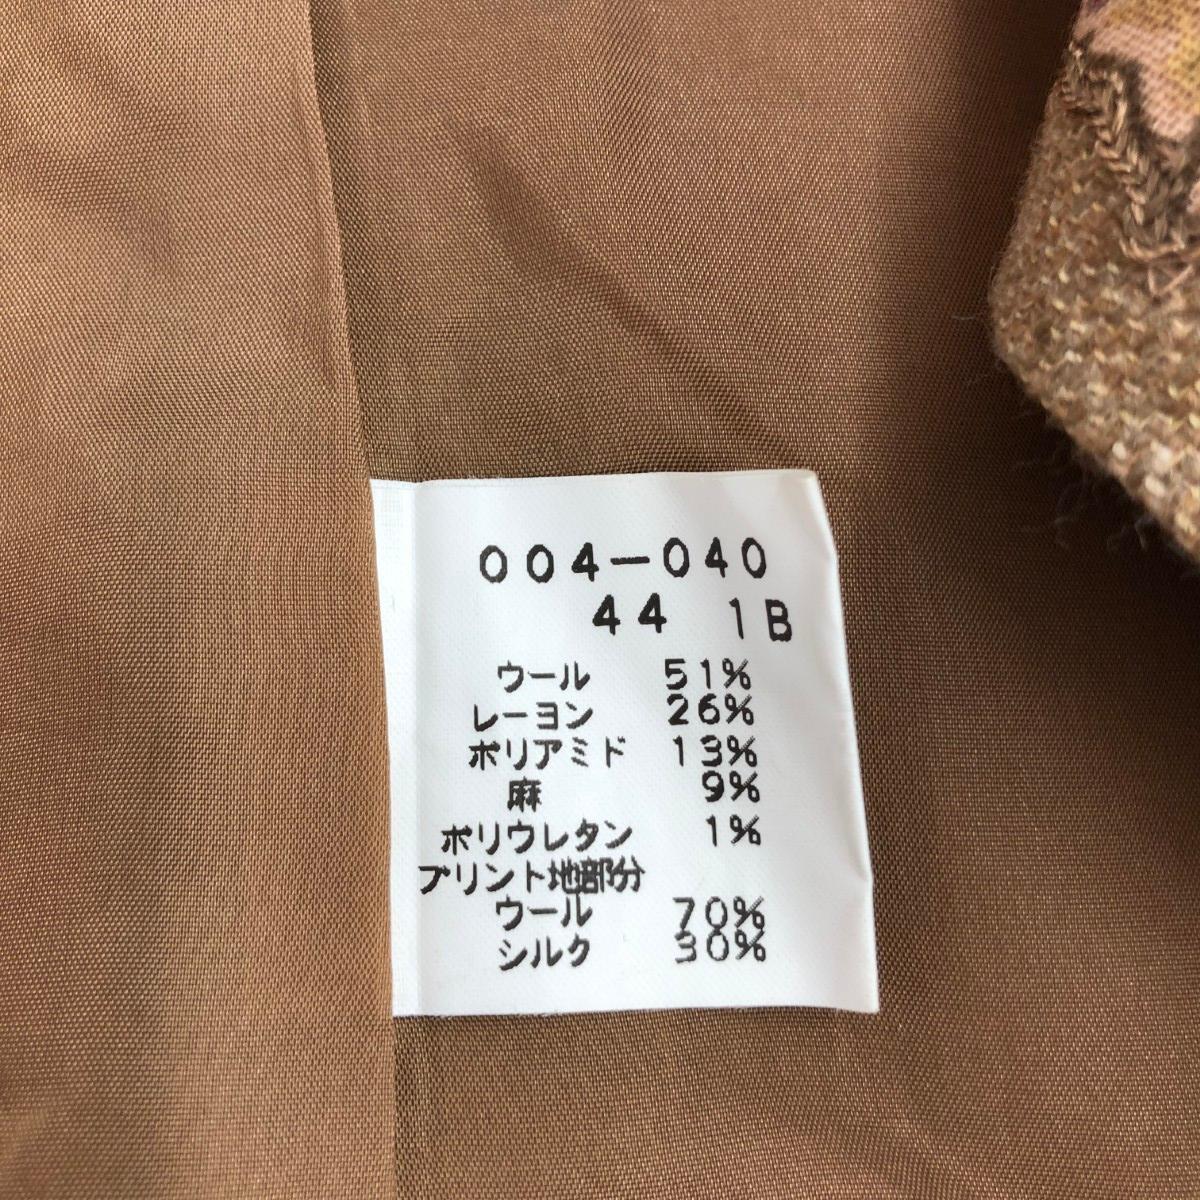 004-040
44 1B
ウール 51%
レーヨン 26%
ポリアミド 13%
麻 9%
ポリウレタン 1%
プリント地部分
ウール 70%
シルク 30%